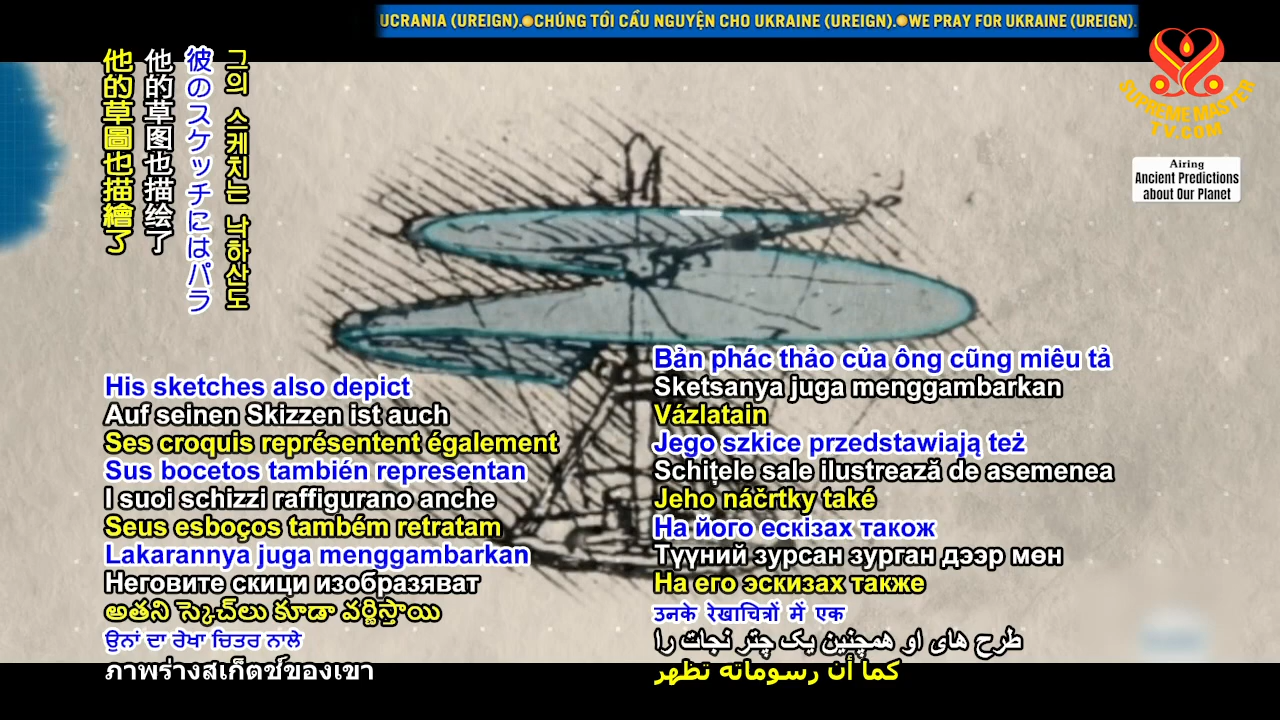 UCRANIA (UREIGN). CHÚNG TÔI CẦU NGUYỆN CHO UKRAINE (UREIGN). WE PRAY FOR UKRAINE (UREIGN).
SUPREME MASTER
TV.COM
Airing
Ancient Predictions
about Our Planet
그의 스케치는 낙하산도
彼のスケッチにはパラ
他的草图也描绘了
他的草圖也描繪了
His sketches also depict
Auf seinen Skizzen ist auch
Ses croquis représentent également
Sus bocetos también representan
I suoi schizzi raffigurano anche
Seus esboços também retratam
Lakarannya juga menggambarkan
Неговите скици изобразяват
అతని స్కెచ్‌లు కూడా వర్ణిస్తాయి
ਉਨਾਂ ਦਾ ਰੇਖਾ ਚਿਤਰ ਨਾਲੇ
ภาพร่างสเก็ตช์ของเขา
Bản phác thảo của ông cũng miêu tả
Sketsanya juga menggambarkan
Vázlatain
Jego szkice przedstawiają też
Schițele sale ilustrează de asemenea
Jeho náčrtky také
На його ескізах також
Түүний зурсан зурган дээр мөн
На его эскизах также
उनके रेखाचित्रों में एक
طرح های او همچنین یک چتر نجات را
كما أن رسوماته تظهر